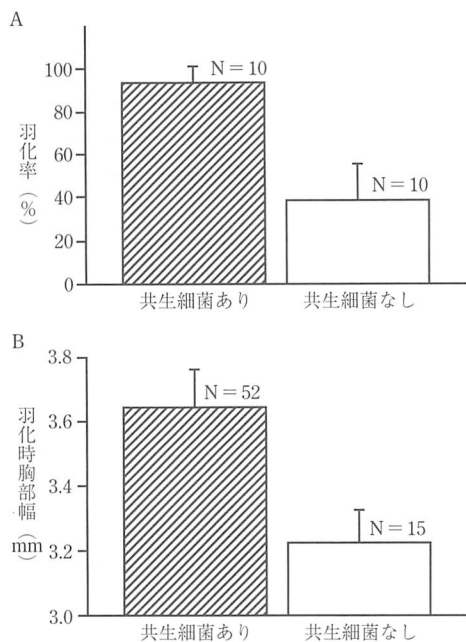 A
羽化率(%)
100
80
60
40
20
0
N=10
N=10
共生細菌あり
共生細菌なし
B
羽化時胸部幅(mm)
3.8
3.6
3.4
3.2
3.0
N=52
N=15
共生細菌あり
共生細菌なし